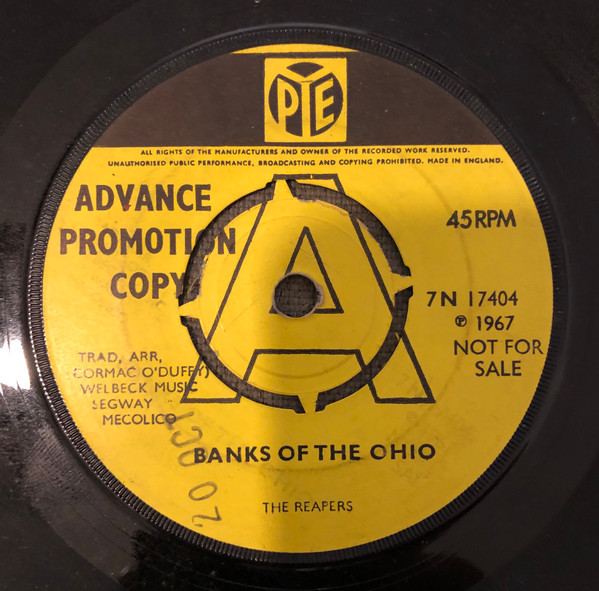 PYE
ALL RIGHTS OF THE MANUFACTURERS AND OWNER OF THE RECORDED WORK RESERVED.
UNAUTHORISED PUBLIC PERFORMANCE, BROADCASTING AND COPYING PROHIBITED. MADE IN ENGLAND.
ADVANCE
PROMOTION
COPY
A
45 RPM
7N 17404
℗ 1967
NOT FOR
SALE
TRAD, ARR,
CORMAC O'DUFFY)
WELBECK MUSIC
SEGWAY
MECOLICO
20 OCT
BANKS OF THE OHIO
THE REAPERS